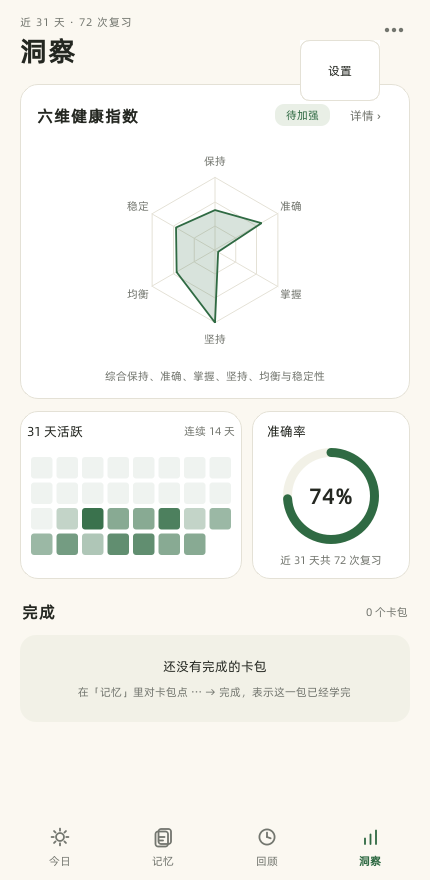 近 31 天 · 72 次复习
洞察
设置
六维健康指数
待加强
详情 ›
保持
稳定
准确
均衡
掌握
坚持
综合保持、准确、掌握、坚持、均衡与稳定性
31 天活跃
连续 14 天
准确率
74%
近 31 天共 72 次复习
完成
0 个卡包
还没有完成的卡包
在「记忆」里对卡包点 ··· → 完成，表示这一包已经学完
今日
记忆
回顾
洞察